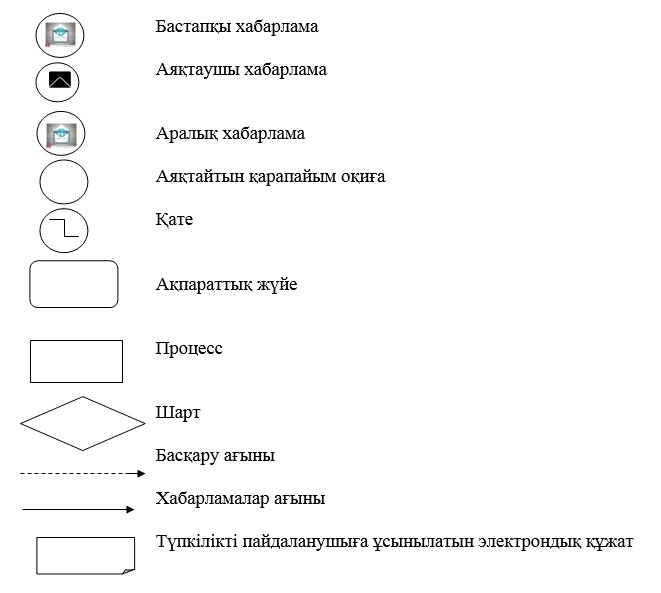 Бастапқы хабарлама
Аяқтаушы хабарлама
Аралық хабарлама
Аяқтайтын қарапайым оқиға
Қате
Ақпараттық жүйе
Процесс
Шарт
Басқару ағыны
Хабарламалар ағыны
Түпкілікті пайдаланушыға ұсынылатын электрондық құжат